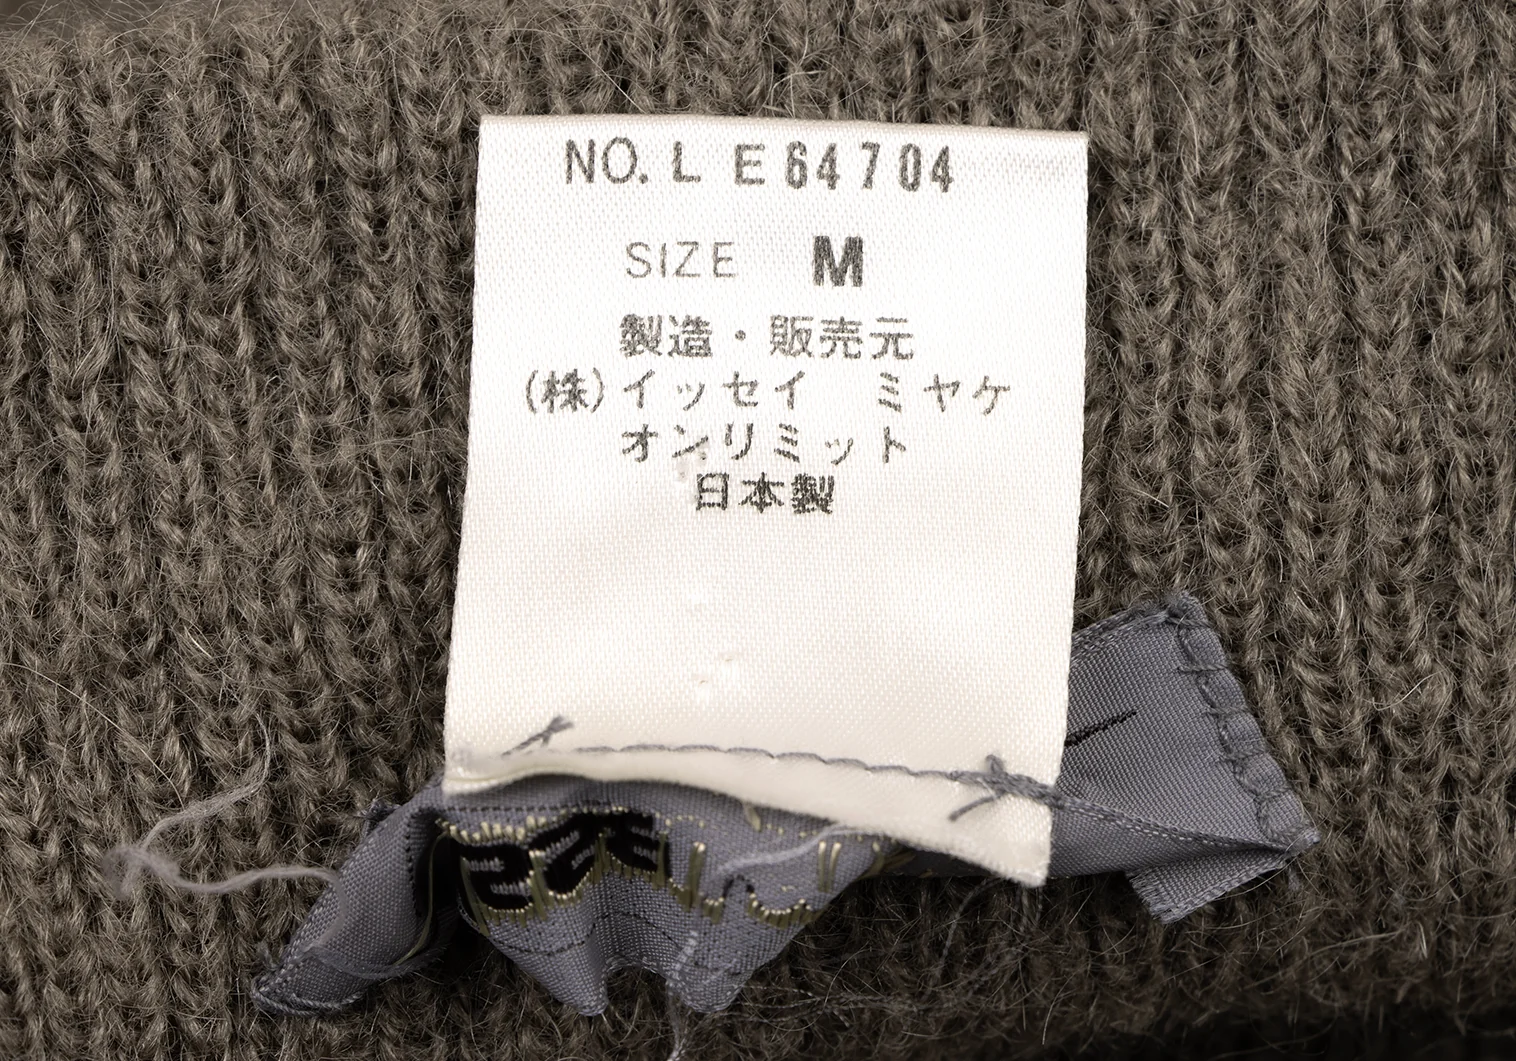 NO. L E64704
SIZE M
製造・販売元
(株)イッセイ ミヤケ
オンリミット
日本製